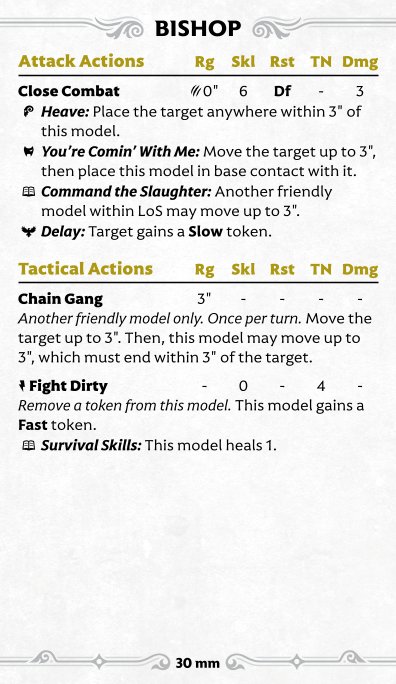 BISHOP
Attack Actions Rg Skl Rst TN Dmg
Close Combat 0" 6 Df - 3
Heave: Place the target anywhere within 3" of
this model.
You're Comin' With Me: Move the target up to 3",
then place this model in base contact with it.
Command the Slaughter: Another friendly
model within LoS may move up to 3".
Delay: Target gains a Slow token.
Tactical Actions Rg Skl Rst TN Dmg
Chain Gang 3" - - - -
Another friendly model only. Once per turn. Move the
target up to 3". Then, this model may move up to
3", which must end within 3" of the target.
Fight Dirty - 0 - 4 -
Remove a token from this model. This model gains a
Fast token.
Survival Skills: This model heals 1.
30 mm